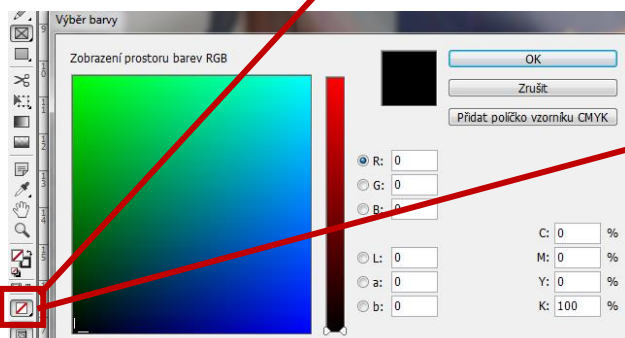 Výběr barvy
Zobrazení prostoru barev RGB
OK
Zrušit
Přidat políčko vzorníku CMYK
R: 0
G: 0
B: 0
C: 0 %
L: 0
M: 0 %
a: 0
Y: 0 %
b: 0
K: 100 %